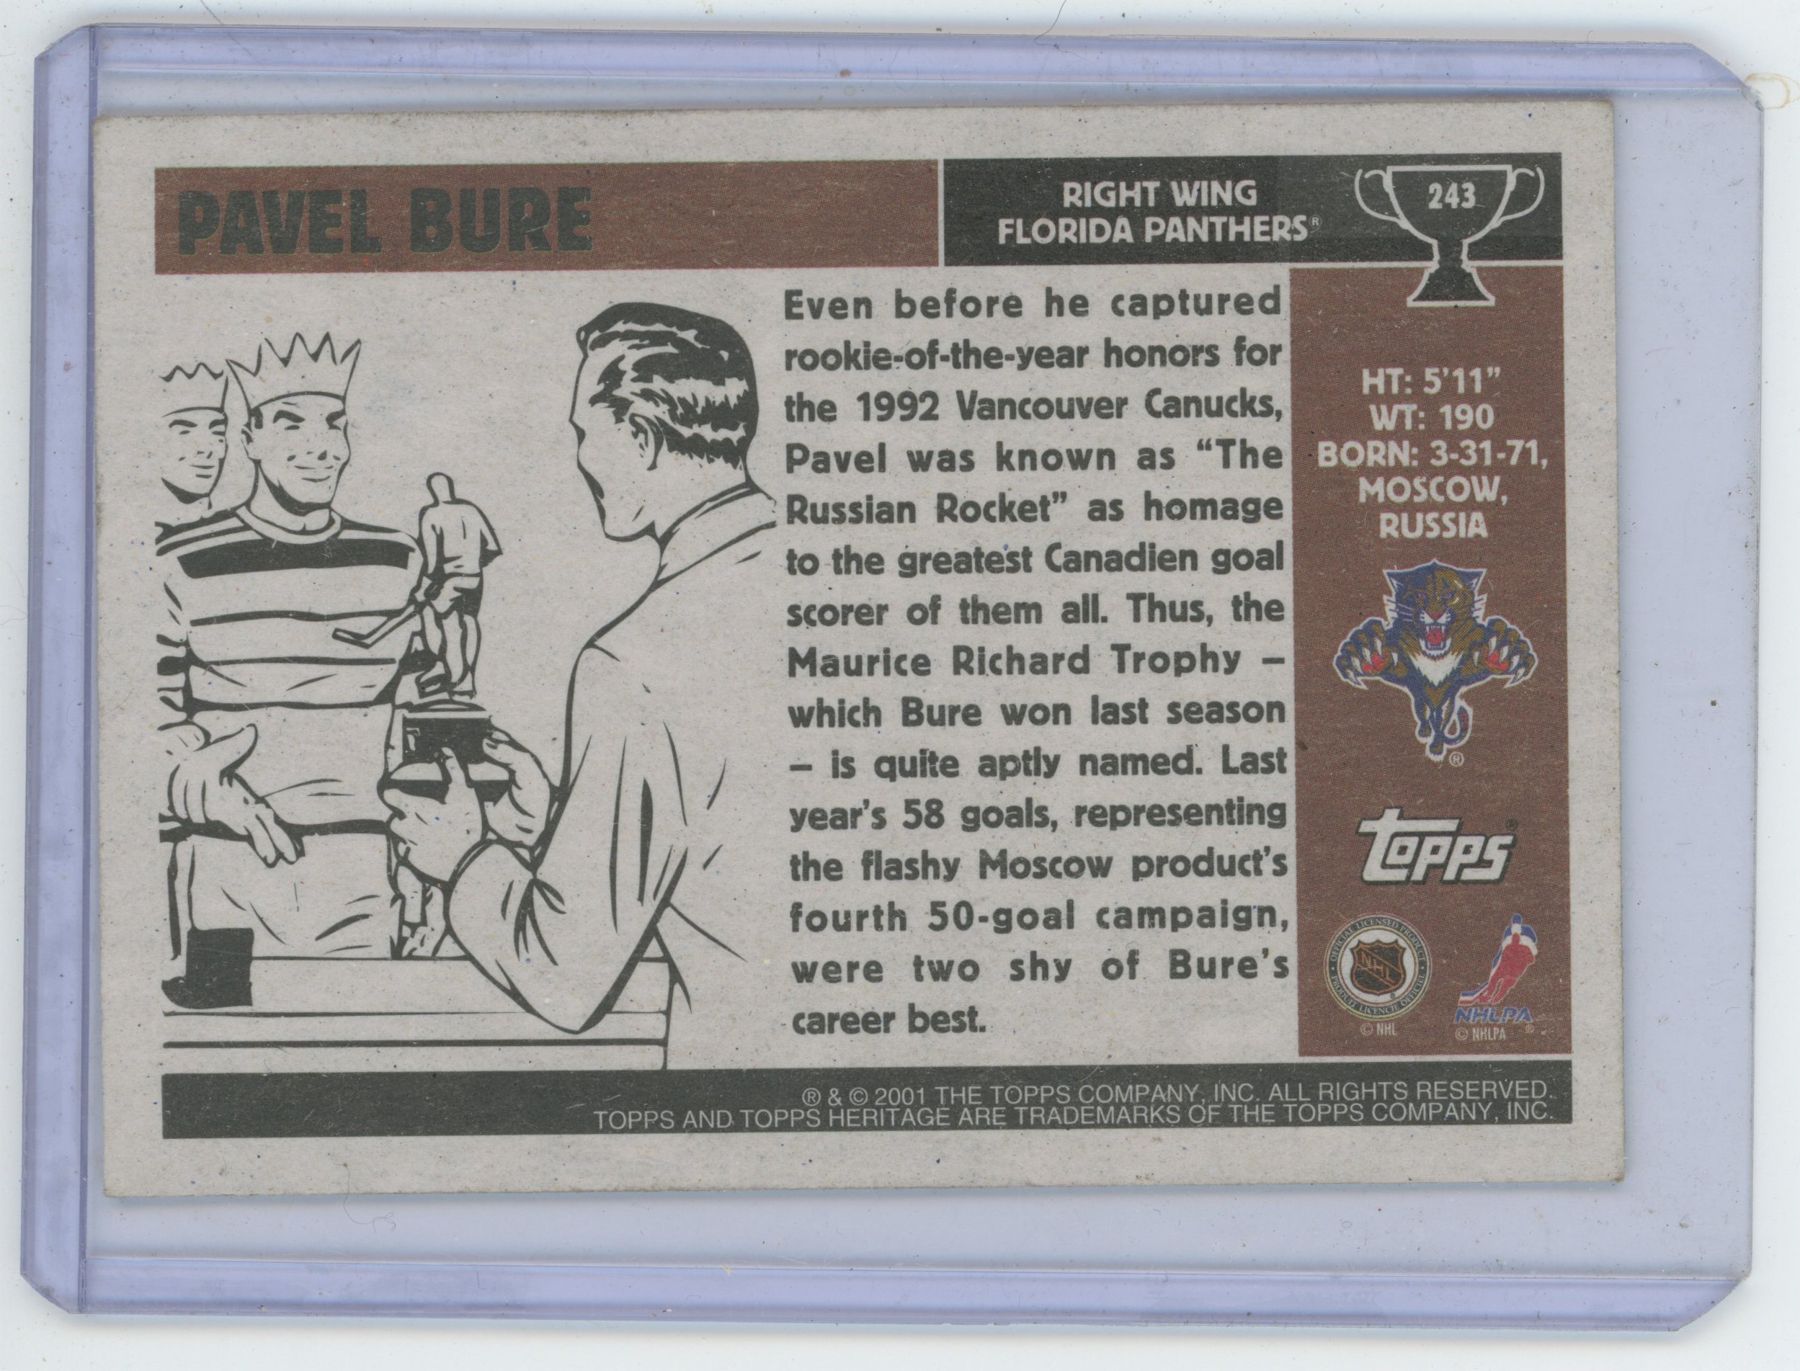 PAVEL BURE
RIGHT WING
FLORIDA PANTHERS®
243
Even before he captured
rookie-of-the-year honors for
the 1992 Vancouver Canucks,
Pavel was known as “The
Russian Rocket” as homage
to the greatest Canadien goal
scorer of them all. Thus, the
Maurice Richard Trophy –
which Bure won last season
– is quite aptly named. Last
year's 58 goals, representing
the flashy Moscow product's
fourth 50-goal campaign,
were two shy of Bure's
career best.
HT: 5'11”
WT: 190
BORN: 3-31-71,
MOSCOW,
RUSSIA
®
topps®
OFFICIAL LICENSED PRODUCT
NHL
© NHL
NHLPA
®
© NHLPA
® & © 2001 THE TOPPS COMPANY, INC. ALL RIGHTS RESERVED.
TOPPS AND TOPPS HERITAGE ARE TRADEMARKS OF THE TOPPS COMPANY, INC.